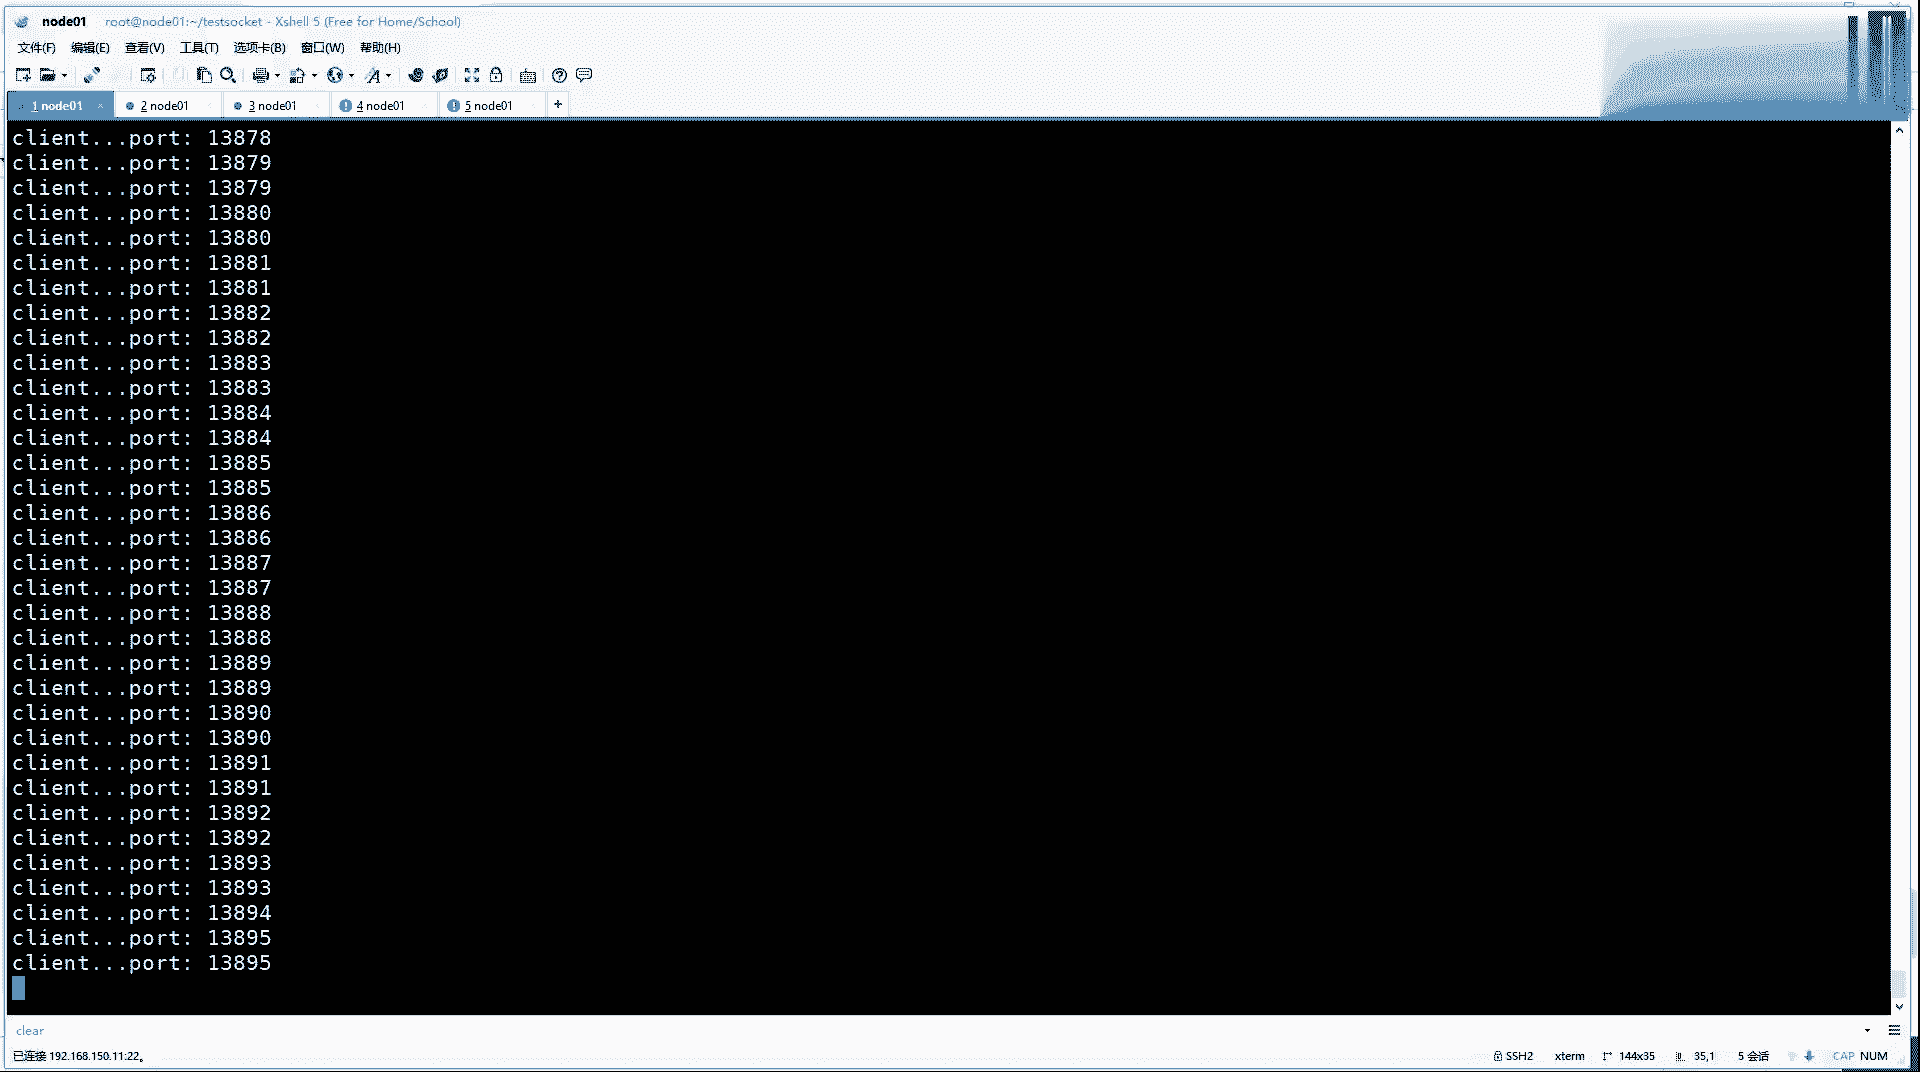 node01 root@node01:~/testsocket - Xshell 5 (Free for Home/School)
文件(F) 编辑(E) 查看(V) 工具(T) 选项卡(B) 窗口(W) 帮助(H)
1 node01 2 node01 3 node01 4 node01 5 node01 +
client...port: 13878
client...port: 13879
client...port: 13879
client...port: 13880
client...port: 13880
client...port: 13881
client...port: 13881
client...port: 13882
client...port: 13882
client...port: 13883
client...port: 13883
client...port: 13884
client...port: 13884
client...port: 13885
client...port: 13885
client...port: 13886
client...port: 13886
client...port: 13887
client...port: 13887
client...port: 13888
client...port: 13888
client...port: 13889
client...port: 13889
client...port: 13890
client...port: 13890
client...port: 13891
client...port: 13891
client...port: 13892
client...port: 13892
client...port: 13893
client...port: 13893
client...port: 13894
client...port: 13895
client...port: 13895
clear
已连接 192.168.150.11:22。 SSH2 xterm 144x35 35,1 5 会话 CAP NUM